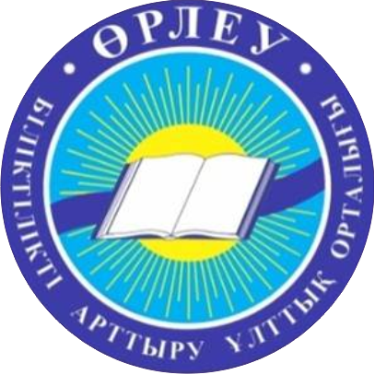 ӨРЛЕУ
БІЛІКТІЛІКТІ АРТТЫРУ ҰЛТТЫҚ ОРТАЛЫҒЫ